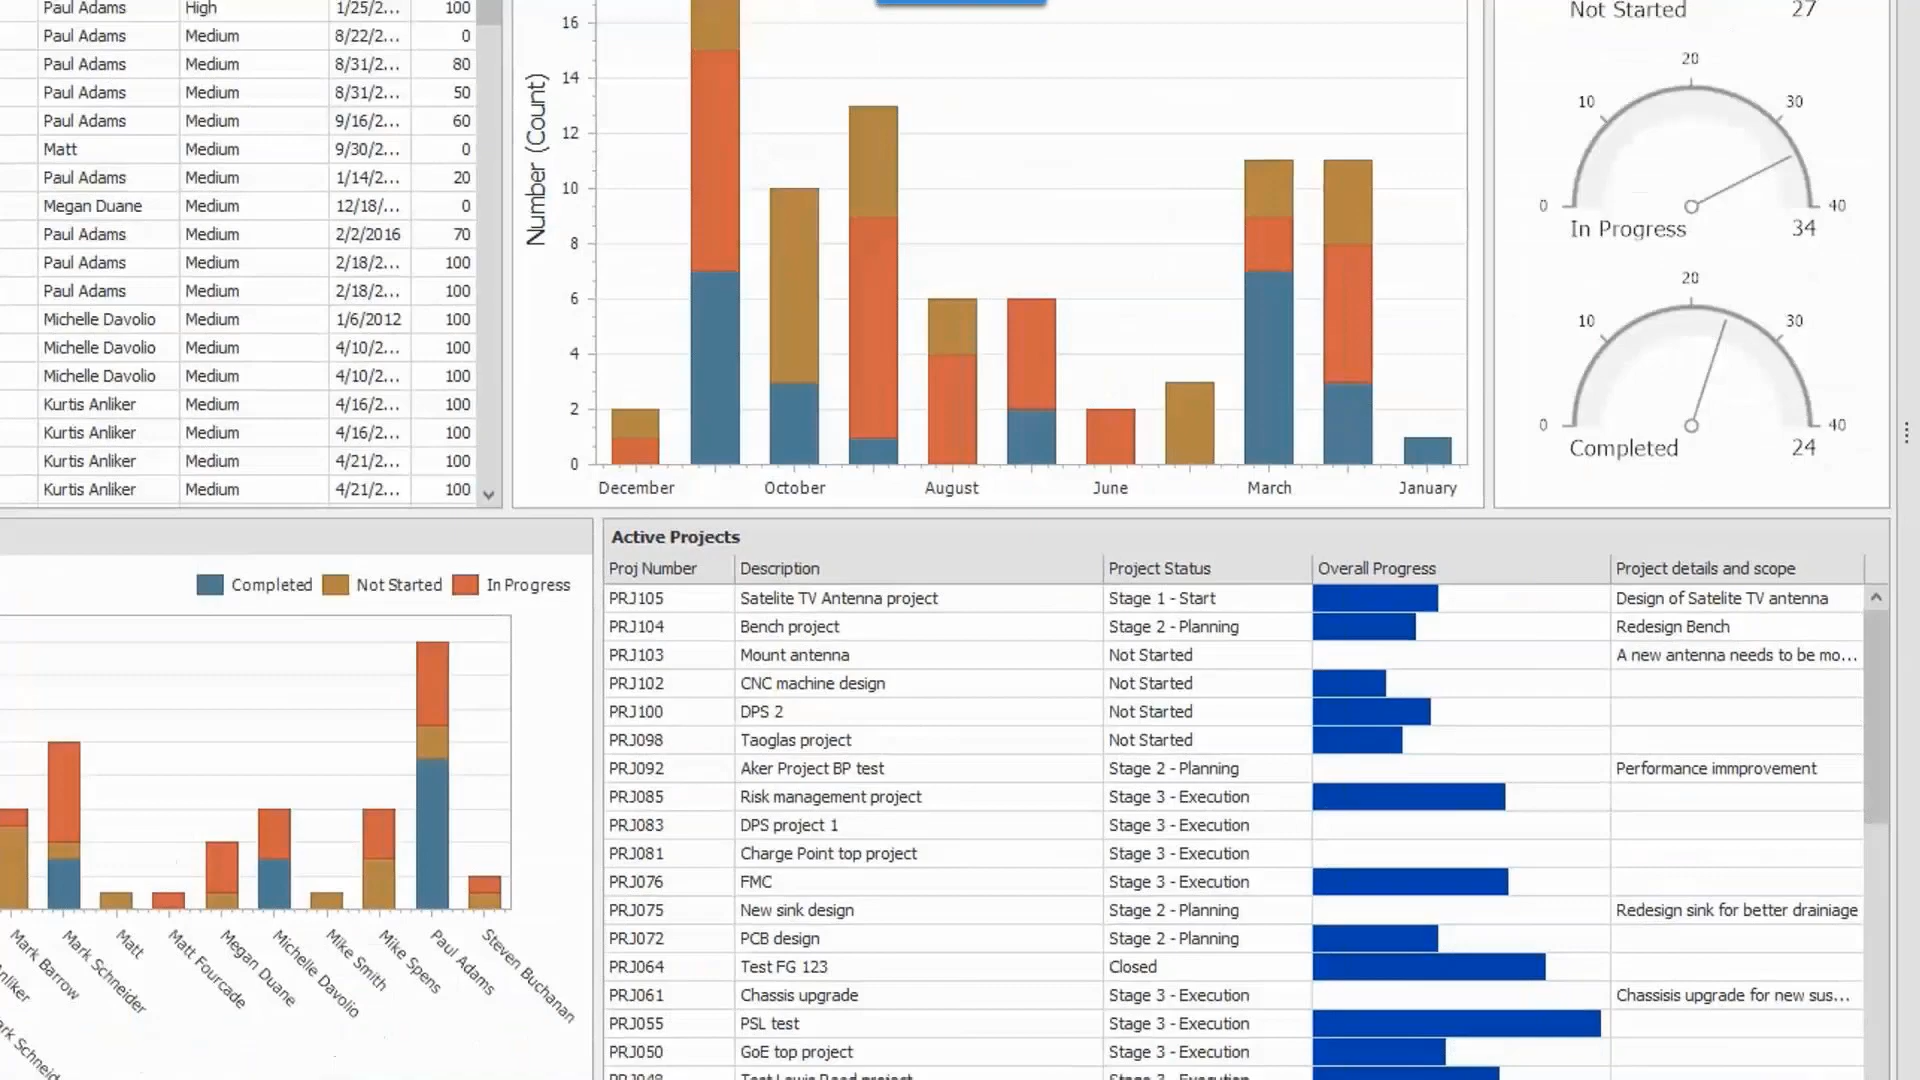 Paul Adams High 1/25/2... 100
Paul Adams Medium 8/22/2... 0
Paul Adams Medium 8/31/2... 80
Paul Adams Medium 8/31/2... 50
Paul Adams Medium 9/16/2... 60
Matt Medium 9/30/2... 0
Paul Adams Medium 1/14/2... 20
Megan Duane Medium 12/18/... 0
Paul Adams Medium 2/2/2016 70
Paul Adams Medium 2/18/2... 100
Paul Adams Medium 2/18/2... 100
Michelle Davolio Medium 1/6/2012 100
Michelle Davolio Medium 4/10/2... 100
Michelle Davolio Medium 4/10/2... 100
Kurtis Anliker Medium 4/16/2... 100
Kurtis Anliker Medium 4/16/2... 100
Kurtis Anliker Medium 4/21/2... 100
Kurtis Anliker Medium 4/21/2... 100
Number (Count)
16
14
12
10
8
6
4
2
0
December October August June March January
Not Started 27
20
10 30
0 40
In Progress 34
20
10 30
0 40
Completed 24
Completed Not Started In Progress
Anliker
Mark Barrow
Mark Schneider
Matt
Matt Fourcade
Megan Duane
Michelle Davolio
Mike Smith
Mike Spens
Paul Adams
Steven Buchanan
Active Projects
Proj Number Description Project Status Overall Progress Project details and scope
PRJ105 Satelite TV Antenna project Stage 1 - Start Design of Satelite TV antenna
PRJ104 Bench project Stage 2 - Planning Redesign Bench
PRJ103 Mount antenna Not Started A new antenna needs to be mo...
PRJ102 CNC machine design Not Started
PRJ100 DPS 2 Not Started
PRJ098 Taoglas project Not Started
PRJ092 Aker Project BP test Stage 2 - Planning Performance immprovement
PRJ085 Risk management project Stage 3 - Execution
PRJ083 DPS project 1 Stage 3 - Execution
PRJ081 Charge Point top project Stage 3 - Execution
PRJ076 FMC Stage 3 - Execution
PRJ075 New sink design Stage 2 - Planning Redesign sink for better drainiage
PRJ072 PCB design Stage 2 - Planning
PRJ064 Test FG 123 Closed
PRJ061 Chassis upgrade Stage 3 - Execution Chassisis upgrade for new sus...
PRJ055 PSL test Stage 3 - Execution
PRJ050 GoE top project Stage 3 - Execution